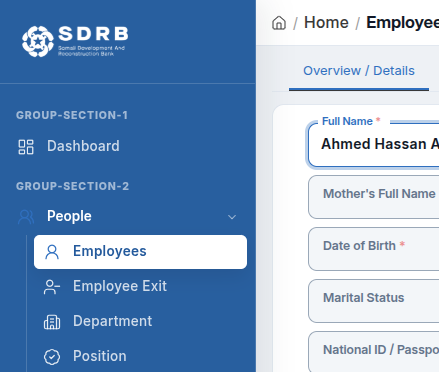 SDRB
Somali Development And
Reconstruction Bank
GROUP-SECTION-1
Dashboard
GROUP-SECTION-2
People
Employees
Employee Exit
Department
Position
/ Home / Employee
Overview / Details
Full Name *
Ahmed Hassan A
Mother's Full Name
Date of Birth *
Marital Status
National ID / Passpo